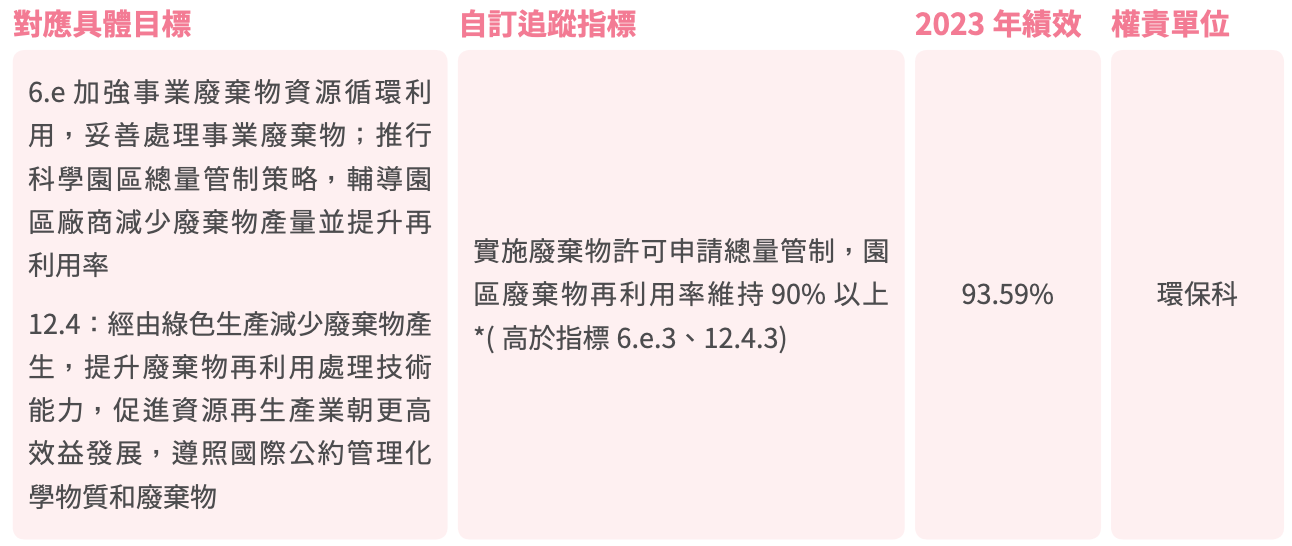 對應具體目標
自訂追蹤指標
2023 年績效
權責單位
6.e 加強事業廢棄物資源循環利
用，妥善處理事業廢棄物；推行
科學園區總量管制策略，輔導園
區廠商減少廢棄物產量並提升再
利用率
12.4：經由綠色生產減少廢棄物產
生，提升廢棄物再利用處理技術
能力，促進資源再生產業朝更高
效益發展，遵照國際公約管理化
學物質和廢棄物
實施廢棄物許可申請總量管制，園
區廢棄物再利用率維持 90% 以上
*( 高於指標 6.e.3、12.4.3)
93.59%
環保科